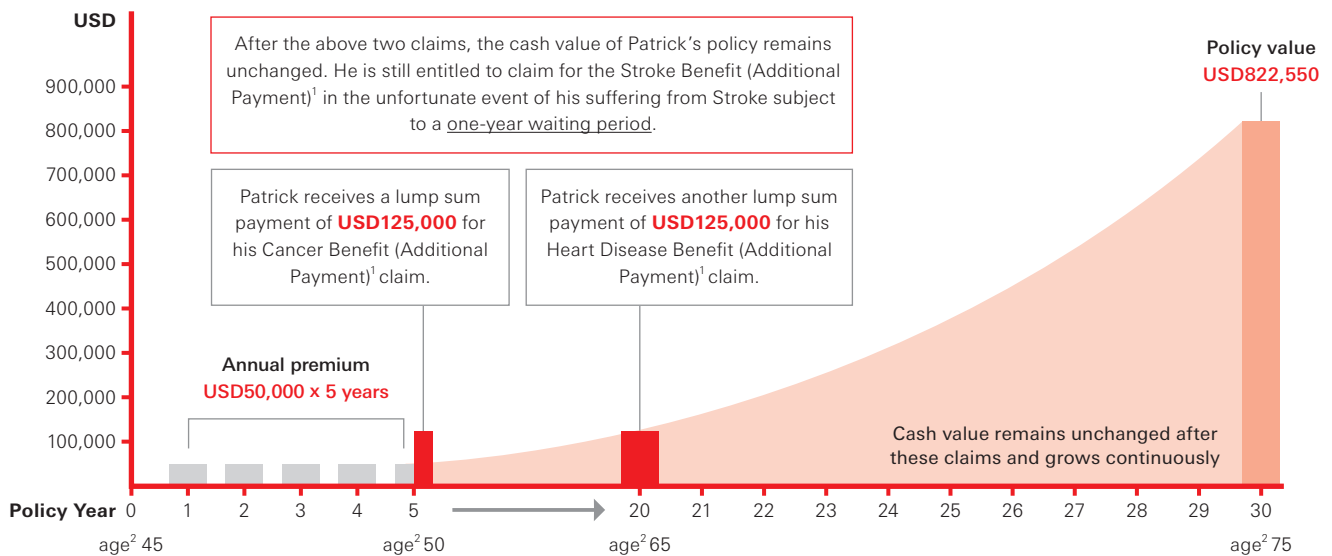 USD
After the above two claims, the cash value of Patrick’s policy remains
unchanged. He is still entitled to claim for the Stroke Benefit (Additional
Payment)¹ in the unfortunate event of his suffering from Stroke subject
to a one-year waiting period.
Policy value
USD822,550
900,000
800,000
700,000
600,000
500,000
400,000
300,000
200,000
100,000
Patrick receives a lump sum
payment of USD125,000 for
his Cancer Benefit (Additional
Payment)¹ claim.
Patrick receives another lump sum
payment of USD125,000 for his
Heart Disease Benefit (Additional
Payment)¹ claim.
Annual premium
USD50,000 x 5 years
Cash value remains unchanged after
these claims and grows continuously
Policy Year 0 1 2 3 4 5 20 21 22 23 24 25 26 27 28 29 30
age² 45 age² 50 age² 65 age² 75